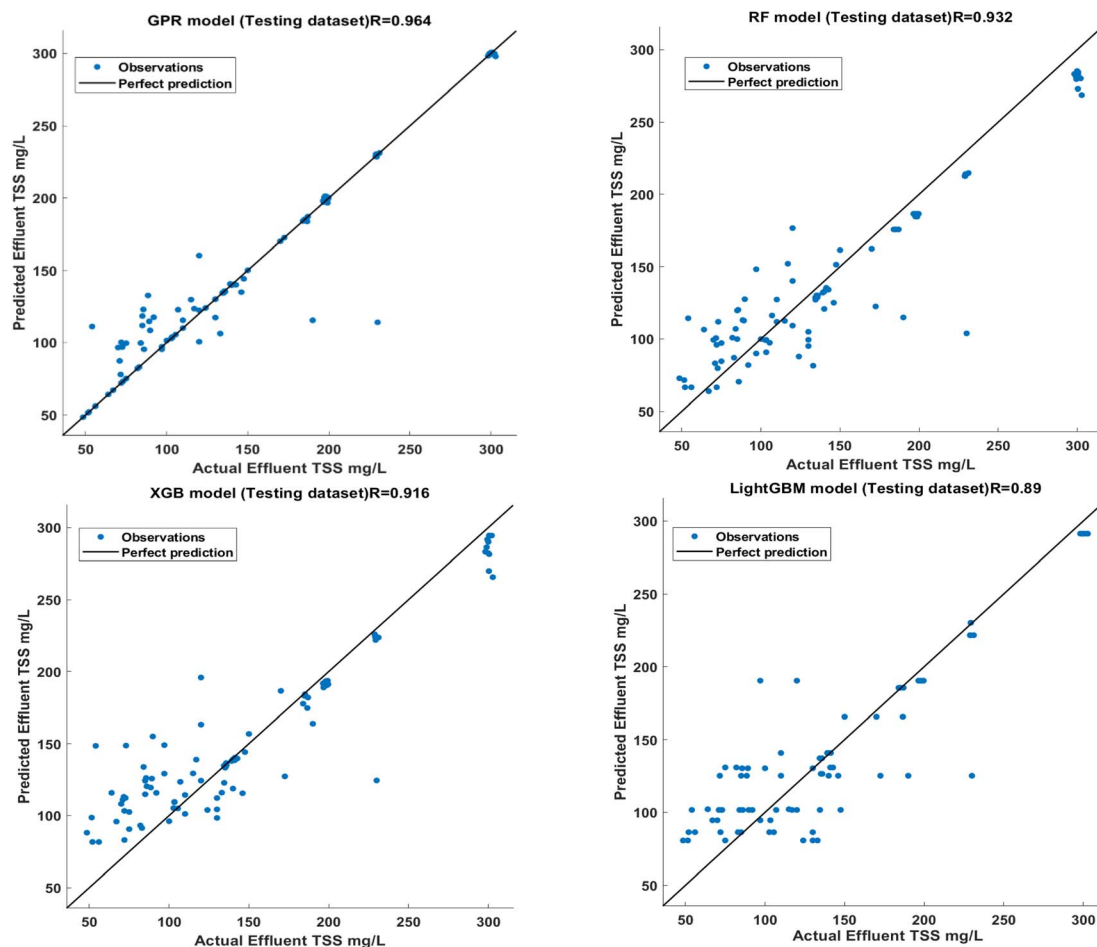 GPR model (Testing dataset)R=0.964
Observations
Perfect prediction
300
250
200
150
100
50
Predicted Effluent TSS mg/L
50 100 150 200 250 300
Actual Effluent TSS mg/L
RF model (Testing dataset)R=0.932
Observations
Perfect prediction
300
250
200
150
100
50
Predicted Effluent TSS mg/L
50 100 150 200 250 300
Actual Effluent TSS mg/L
XGB model (Testing dataset)R=0.916
Observations
Perfect prediction
300
250
200
150
100
50
Predicted Effluent TSS mg/L
50 100 150 200 250 300
Actual Effluent TSS mg/L
LightGBM model (Testing dataset)R=0.89
Observations
Perfect prediction
300
250
200
150
100
50
Predicted Effluent TSS mg/L
50 100 150 200 250 300
Actual Effluent TSS mg/L